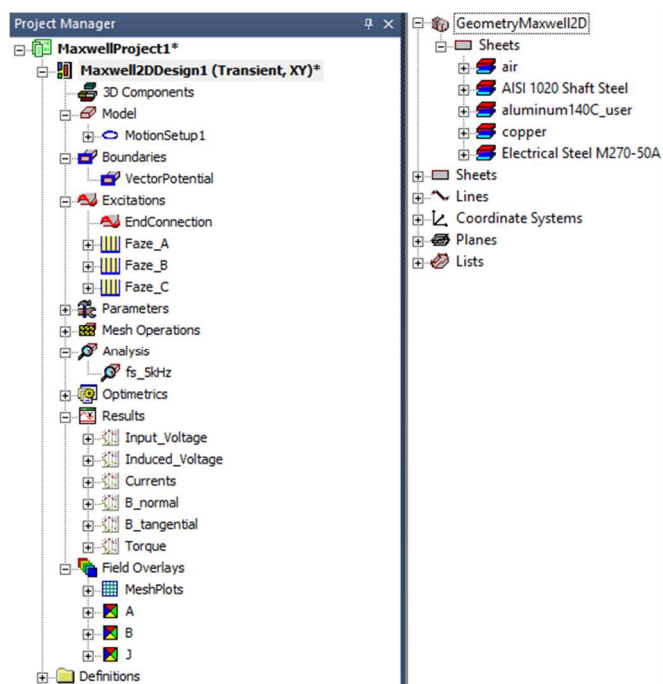 Project Manager
MaxwellProject1*
Maxwell2DDesign1 (Transient, XY)*
3D Components
Model
MotionSetup1
Boundaries
VectorPotential
Excitations
EndConnection
Faze_A
Faze_B
Faze_C
Parameters
Mesh Operations
Analysis
fs_5kHz
Optimetrics
Results
Input_Voltage
Induced_Voltage
Currents
B_normal
B_tangential
Torque
Field Overlays
MeshPlots
A
B
J
Definitions
GeometryMaxwell2D
Sheets
air
AISI 1020 Shaft Steel
aluminum140C_user
copper
Electrical Steel M270-50A
Sheets
Lines
Coordinate Systems
Planes
Lists